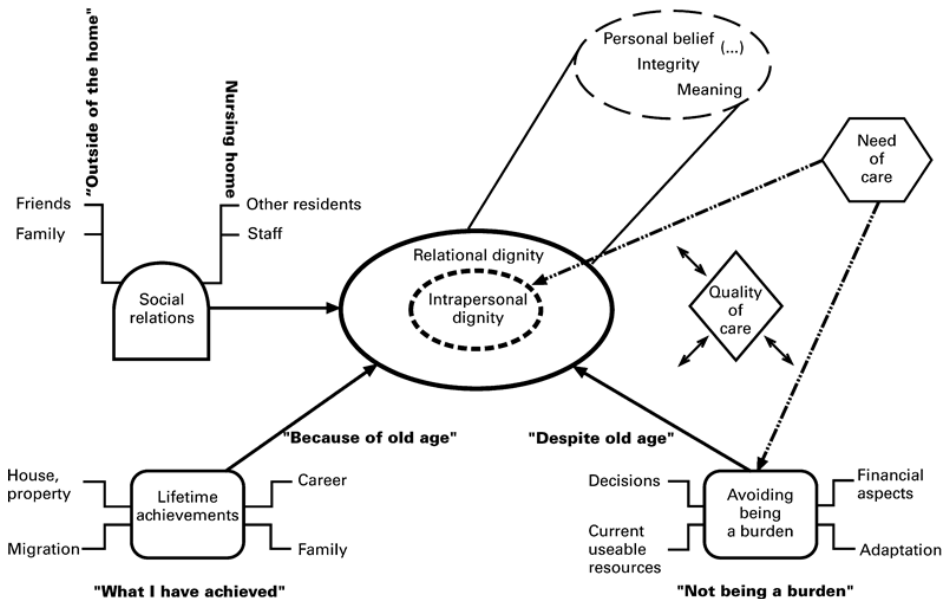 "Outside of the home"
Nursing home
Personal belief
(...)
Integrity
Meaning
Need
of
care
Friends
Family
Other residents
Staff
Relational dignity
Intrapersonal
dignity
Social
relations
Quality
of
care
"Because of old age"
"Despite old age"
House,
property
Migration
Lifetime
achievements
Career
Family
Decisions
Current
useable
resources
Avoiding
being
a burden
Financial
aspects
Adaptation
"What I have achieved"
"Not being a burden"